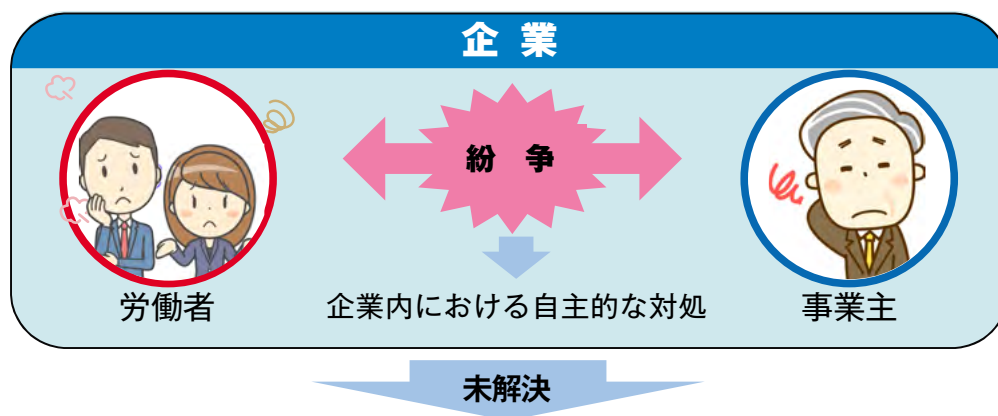 企業
紛争
労働者
企業内における自主的な対処
事業主
未解決